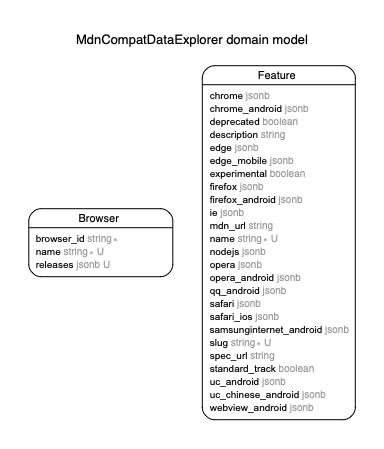 MdnCompatDataExplorer domain model
Browser
browser_id string *
name string * U
releases jsonb U
Feature
chrome jsonb
chrome_android jsonb
deprecated boolean
description string
edge jsonb
edge_mobile jsonb
experimental boolean
firefox jsonb
firefox_android jsonb
ie jsonb
mdn_url string
name string * U
nodejs jsonb
opera jsonb
opera_android jsonb
qq_android jsonb
safari jsonb
safari_ios jsonb
samsunginternet_android jsonb
slug string * U
spec_url string
standard_track boolean
uc_android jsonb
uc_chinese_android jsonb
webview_android jsonb